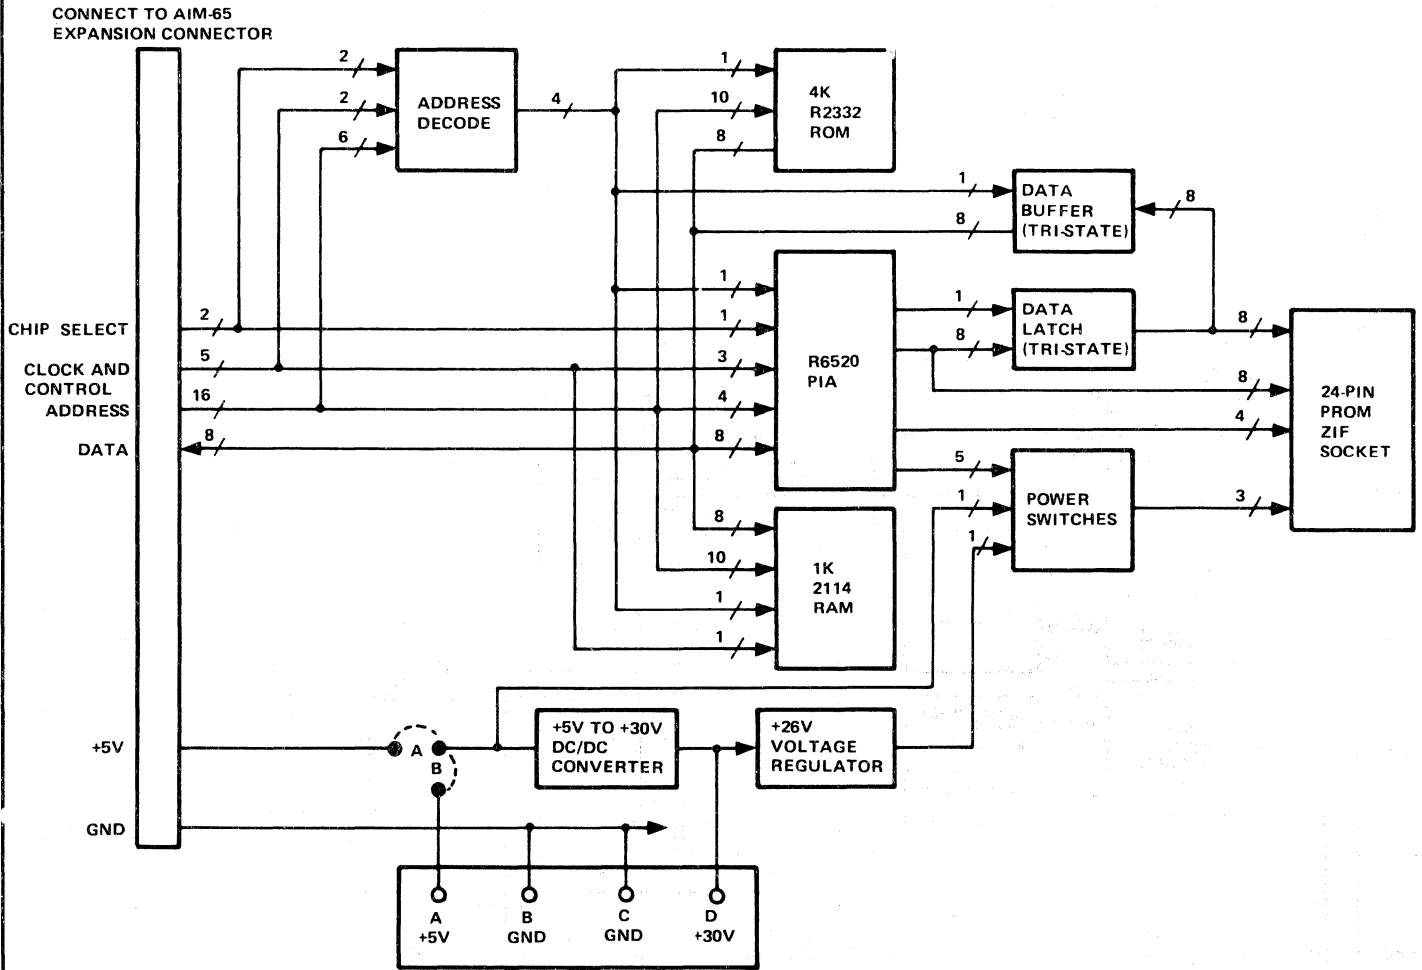 CONNECT TO AIM-65
EXPANSION CONNECTOR
2
2
6
ADDRESS
DECODE
4
1
10
8
4K
R2332
ROM
1
8
DATA
BUFFER
(TRI-STATE)
8
CHIP SELECT
2
CLOCK AND
CONTROL
5
ADDRESS
16
DATA
8
1
1
3
4
8
R6520
PIA
1
8
DATA
LATCH
(TRI-STATE)
8
8
4
24-PIN
PROM
ZIF
SOCKET
5
1
1
POWER
SWITCHES
3
8
10
1
1
1K
2114
RAM
+5V
A
B
+5V TO +30V
DC/DC
CONVERTER
+26V
VOLTAGE
REGULATOR
GND
A
+5V
B
GND
C
GND
D
+30V